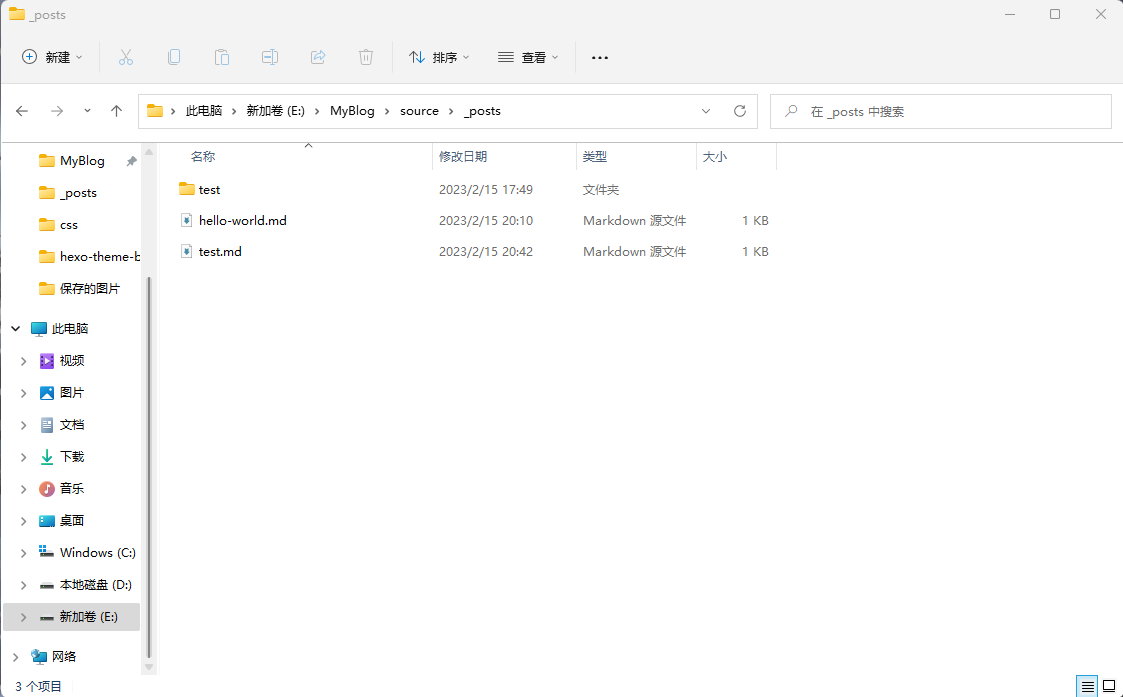 _posts
新建
排序
查看
此电脑 新加卷 (E:) MyBlog source _posts
在 _posts 中搜索
名称 修改日期 类型 大小
MyBlog
_posts
css
hexo-theme-b
保存的图片
此电脑
视频
图片
文档
下载
音乐
桌面
Windows (C:)
本地磁盘 (D:)
新加卷 (E:)
网络
test 2023/2/15 17:49 文件夹
hello-world.md 2023/2/15 20:10 Markdown 源文件 1 KB
test.md 2023/2/15 20:42 Markdown 源文件 1 KB
3 个项目